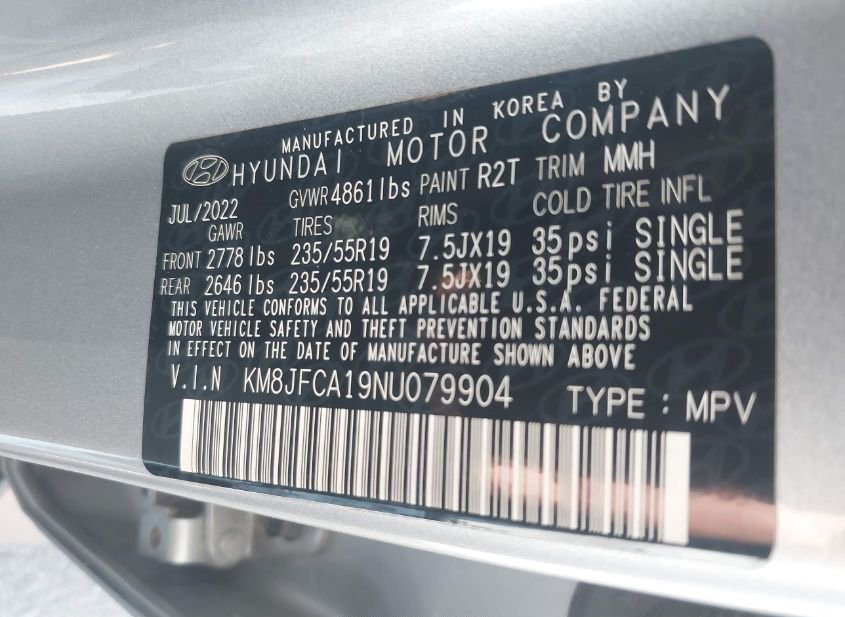 MANUFACTURED IN KOREA BY
HYUNDAI MOTOR COMPANY
JUL/2022 GVWR 4861 lbs PAINT R2T TRIM MMH
GAWR TIRES RIMS COLD TIRE INFL
FRONT 2778 lbs 235/55R19 7.5JX19 35psi SINGLE
REAR 2646 lbs 235/55R19 7.5JX19 35psi SINGLE
THIS VEHICLE CONFORMS TO ALL APPLICABLE U.S.A. FEDERAL
MOTOR VEHICLE SAFETY AND THEFT PREVENTION STANDARDS
IN EFFECT ON THE DATE OF MANUFACTURE SHOWN ABOVE
V.I.N KM8JFCA19NU079904 TYPE : MPV